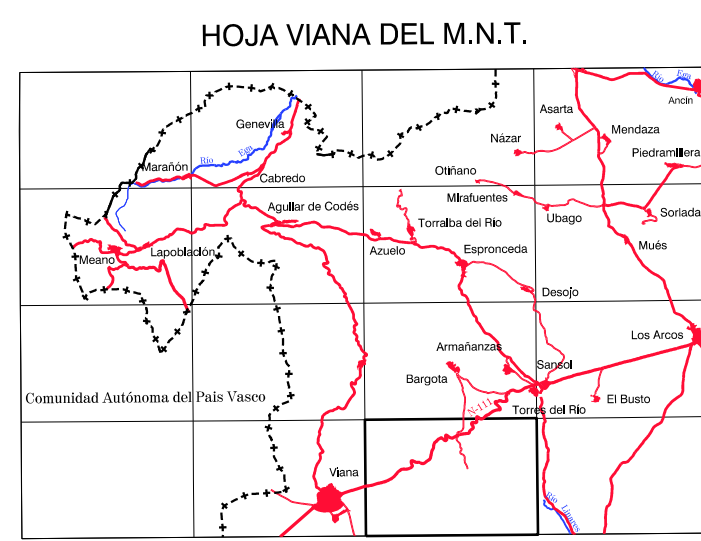 HOJA VIANA DEL M.N.T.
Río Ega
Ancin
Asarta
Genevilla
Mendaza
Názar
Río Ega
Piedramillera
Marañón
Otiñano
Cabredo
Mirafuentes
Aguilar de Codés
Sorlada
Ubago
Torralba del Río
Mués
Azuelo
Espronceda
Lapoblación
Meano
Desojo
Los Arcos
Armañanzas
Sansol
Bargota
Comunidad Autónoma del Pais Vasco
El Busto
N-111
Torres del Río
Viana
Río Linares